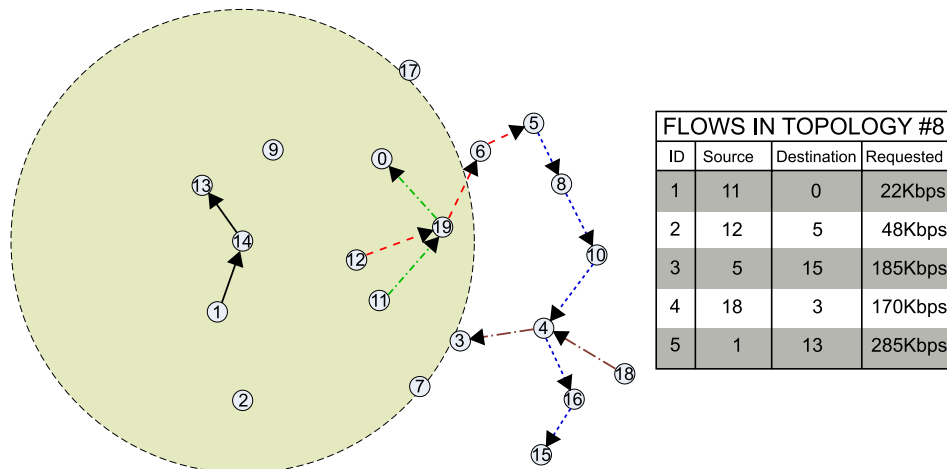 17
5
9
6
0
8
13
19
14
12
10
11
1
4
3
18
7
2
16
15
FLOWS IN TOPOLOGY #8
ID Source Destination Requested
1 11 0 22Kbps
2 12 5 48Kbps
3 5 15 185Kbps
4 18 3 170Kbps
5 1 13 285Kbps